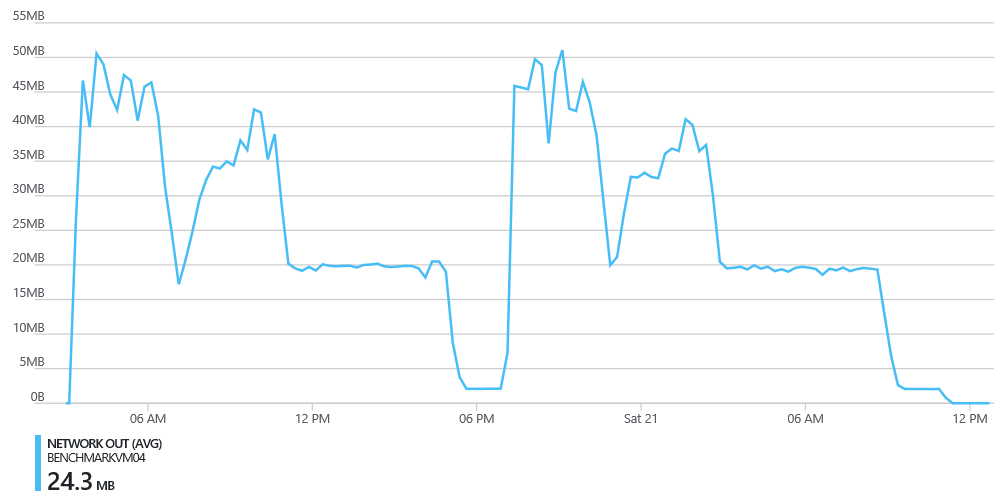 55MB
50MB
45MB
40MB
35MB
30MB
25MB
20MB
15MB
10MB
5MB
0B
06 AM 12 PM 06 PM Sat 21 06 AM 12 PM
NETWORK OUT (AVG)
BENCHMARKVM04
24.3 MB